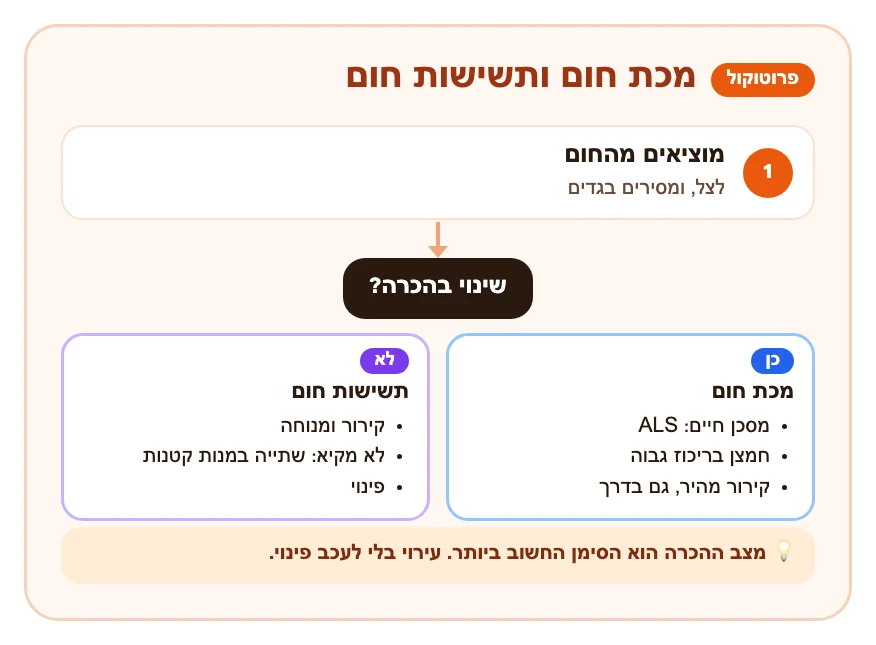 פרוטוקול מכת חום ותשישות חום
1
מוציאים מהחום
לצל, ומסירים בגדים
שינוי בהכרה?
כן
מכת חום
• מסכן חיים: ALS
• חמצן בריכוז גבוה
• קירור מהיר, גם בדרך
לא
תשישות חום
• קירור ומנוחה
• לא מקיא: שתייה במנות קטנות
• פינוי
💡 מצב ההכרה הוא הסימן החשוב ביותר. עירוי בלי לעכב פינוי.